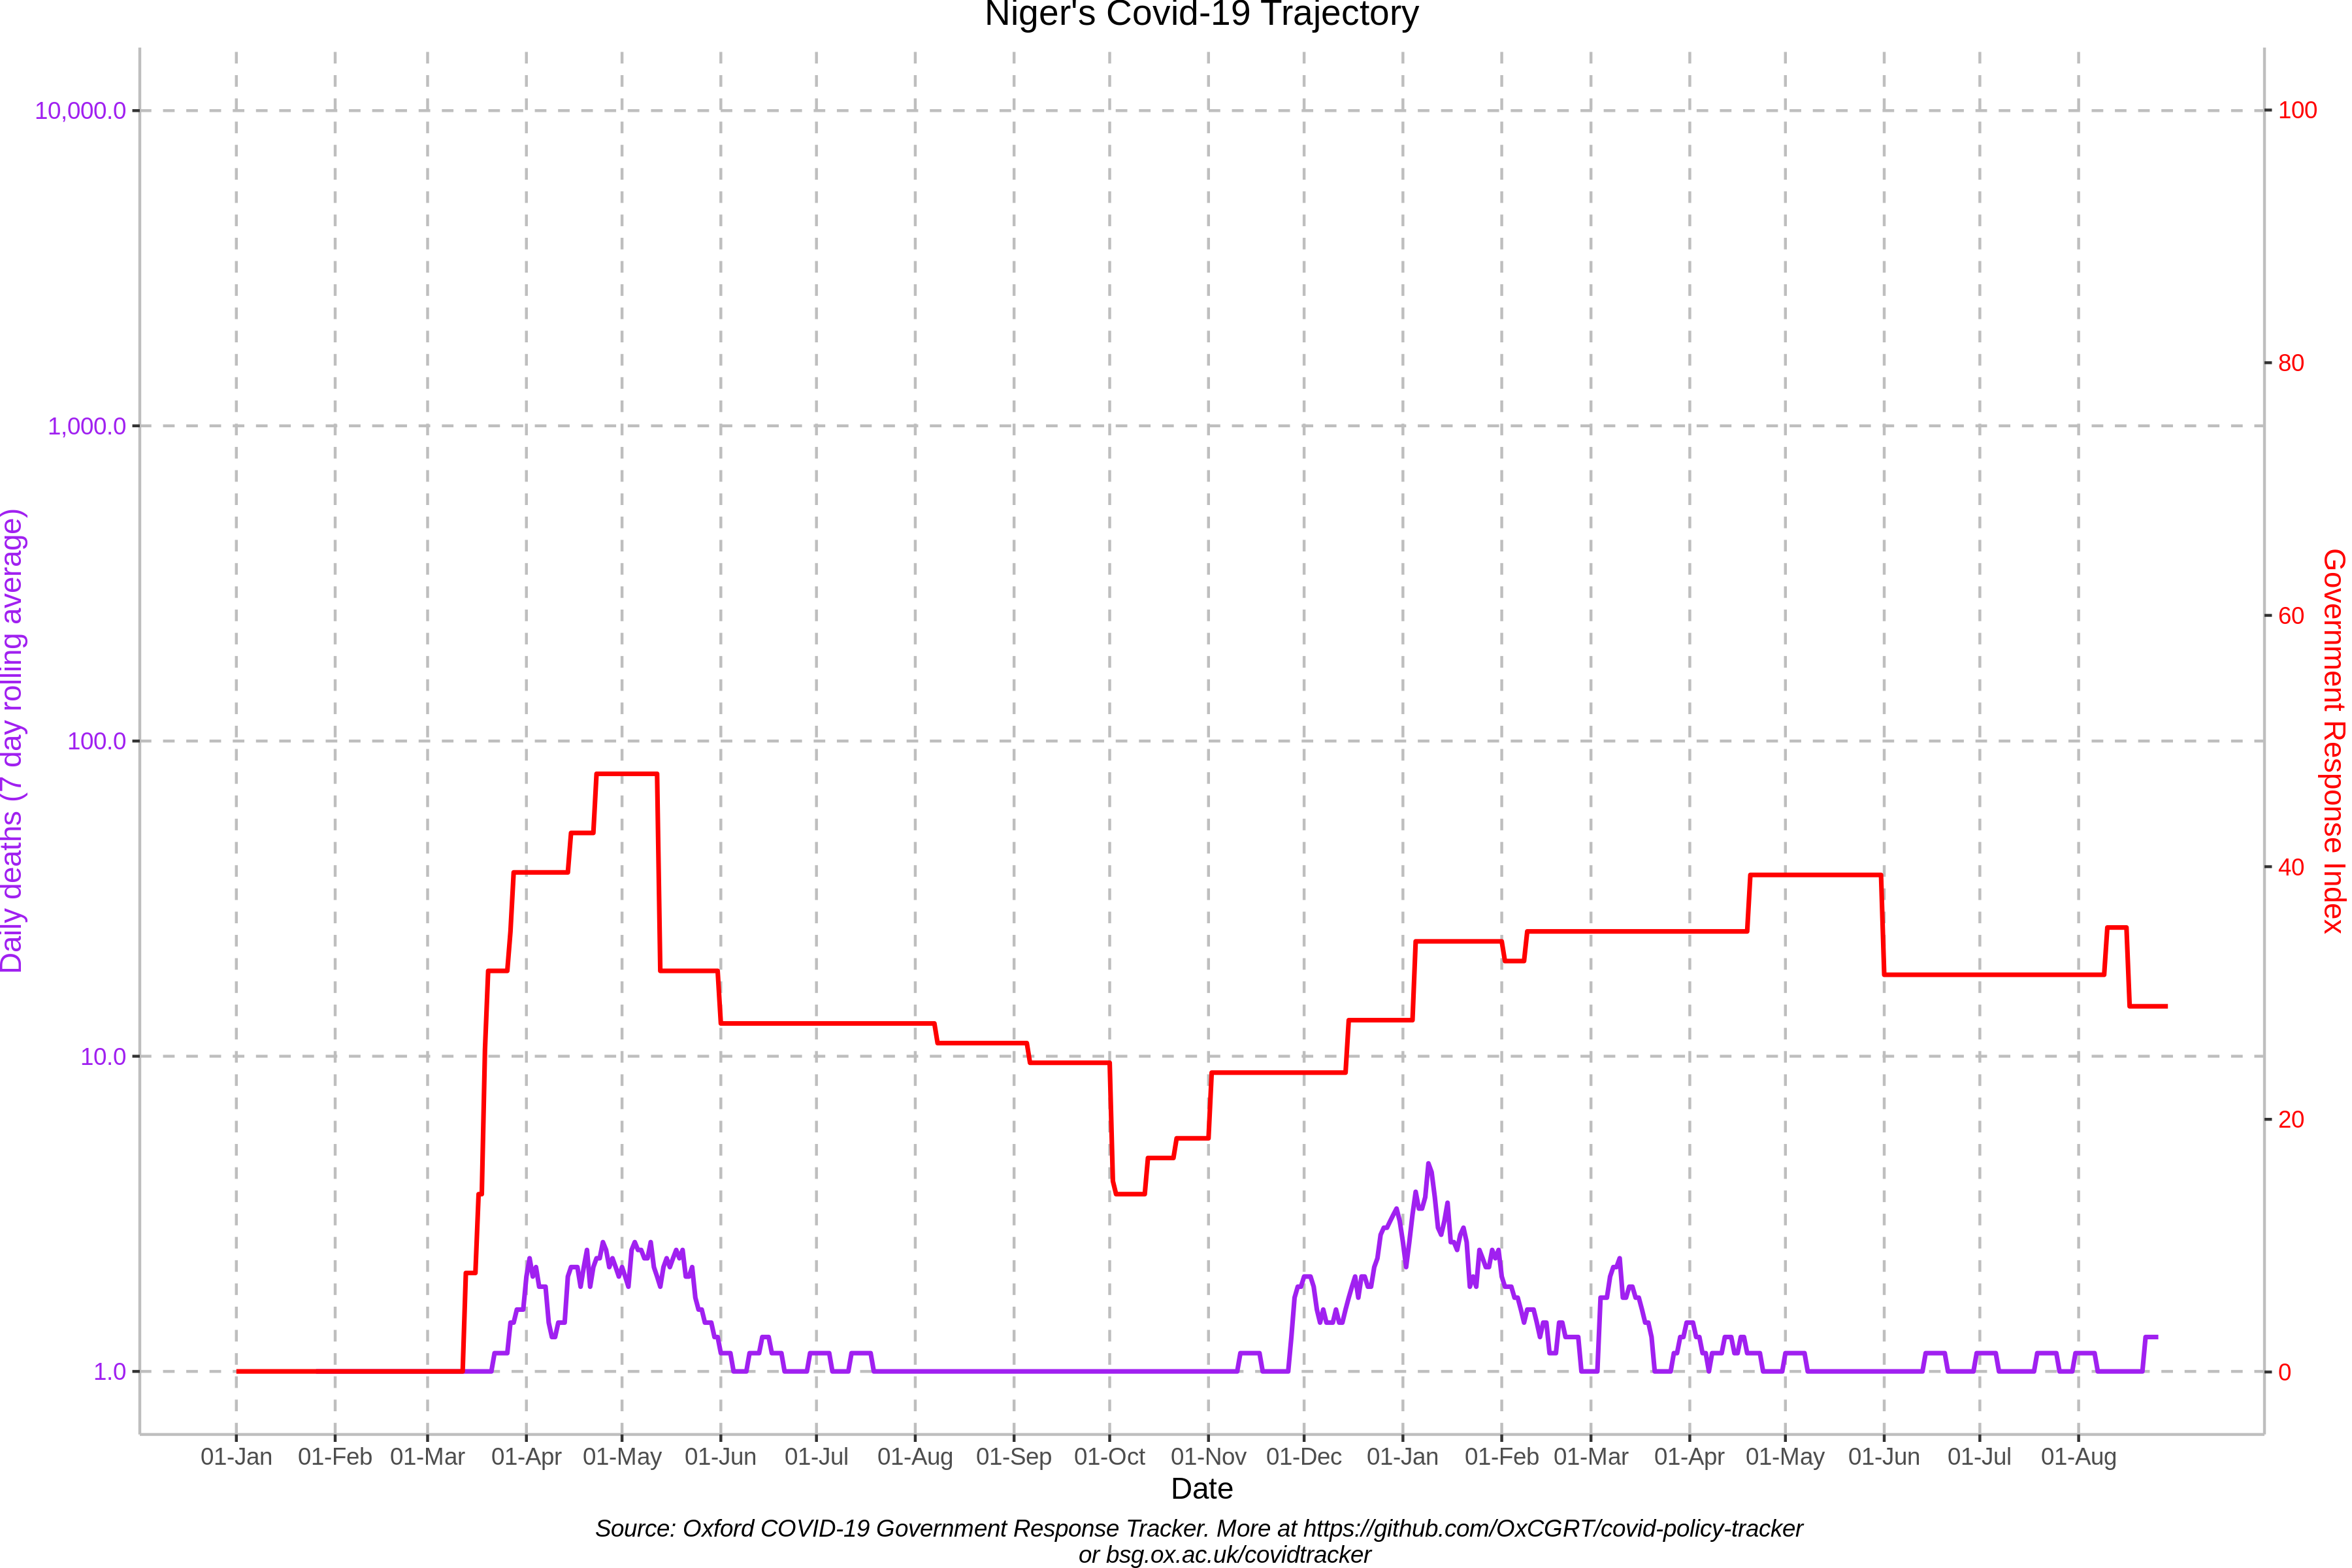 Niger's Covid-19 Trajectory
10,000.0
1,000.0
100.0
10.0
1.0
Daily deaths (7 day rolling average)
100
80
60
40
20
0
Government Response Index
01-Jan 01-Feb 01-Mar 01-Apr 01-May 01-Jun 01-Jul 01-Aug 01-Sep 01-Oct 01-Nov 01-Dec 01-Jan 01-Feb 01-Mar 01-Apr 01-May 01-Jun 01-Jul 01-Aug
Date
Source: Oxford COVID-19 Government Response Tracker. More at https://github.com/OxCGRT/covid-policy-tracker
or bsg.ox.ac.uk/covidtracker